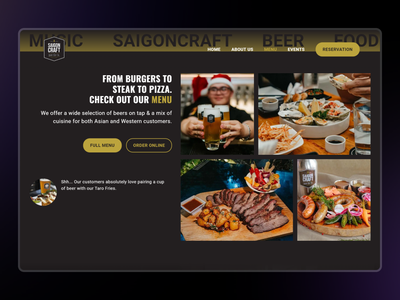 MUSIC SAIGONCRAFT BEER FOOD
SAIGON
CRAFT
HOME ABOUT US MENU EVENTS RESERVATION
FROM BURGERS TO
STEAK TO PIZZA.
CHECK OUT OUR MENU
We offer a wide selection of beers on tap & a mix of
cuisine for both Asian and Western customers.
FULL MENU ORDER ONLINE
Shh... Our customers absolutely love pairing a cup
of beer with our Taro Fries.